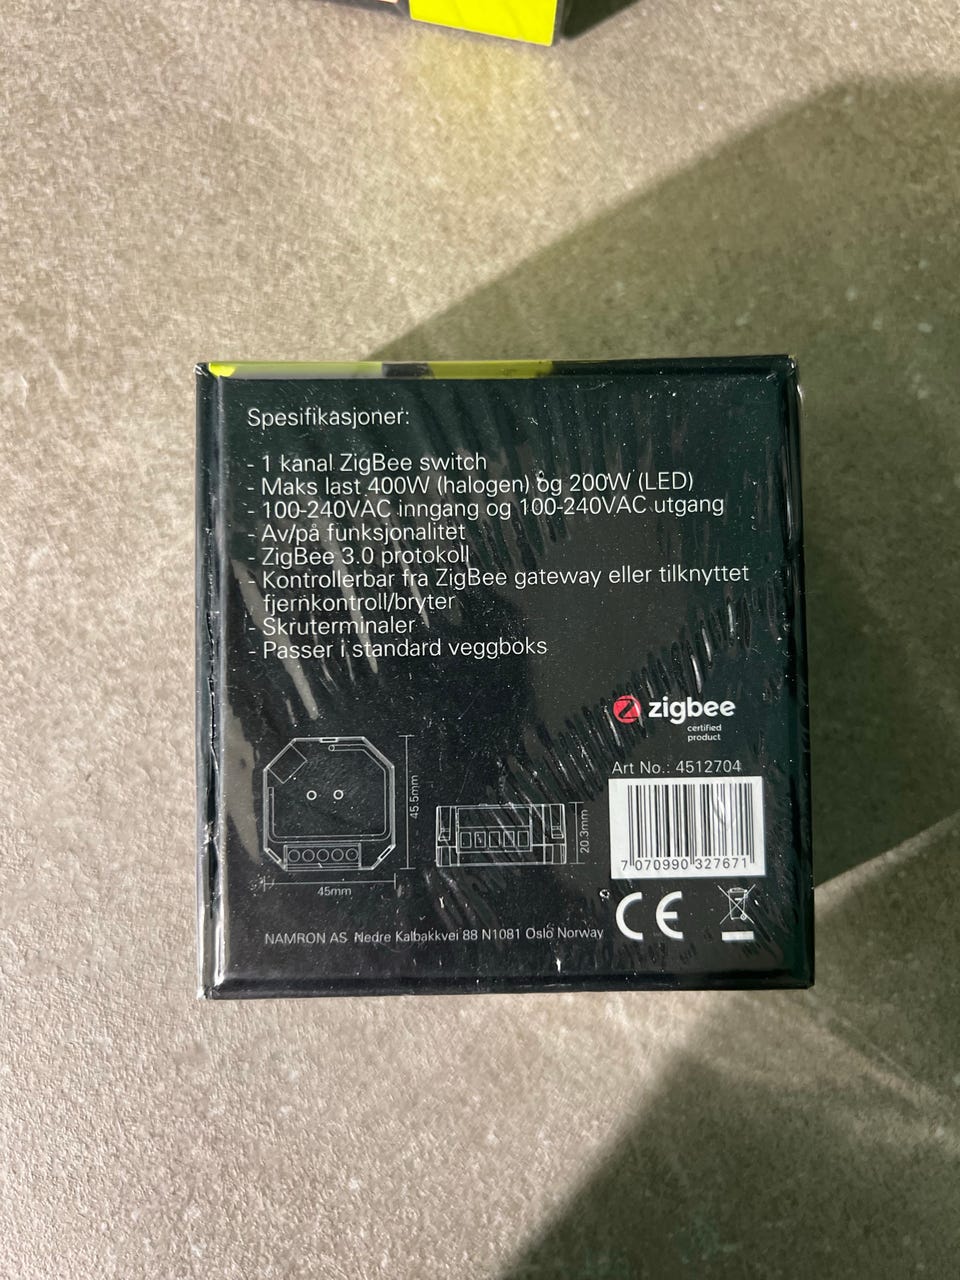 Spesifikasjoner:
- 1 kanal ZigBee switch
- Maks last 400W (halogen) og 200W (LED)
- 100-240VAC inngang og 100-240VAC utgang
- Av/på funksjonalitet
- ZigBee 3.0 protokoll
- Kontrollerbar fra ZigBee gateway eller tilknyttet
fjernkontroll/bryter
- Skruterminaler
- Passer i standard veggboks
zigbee
certified
product
Art No.: 4512704
45.5mm
20.3mm
45mm
7 070990 327671
CE
NAMRON AS Nedre Kalbakkvei 88 N1081 Oslo Norway